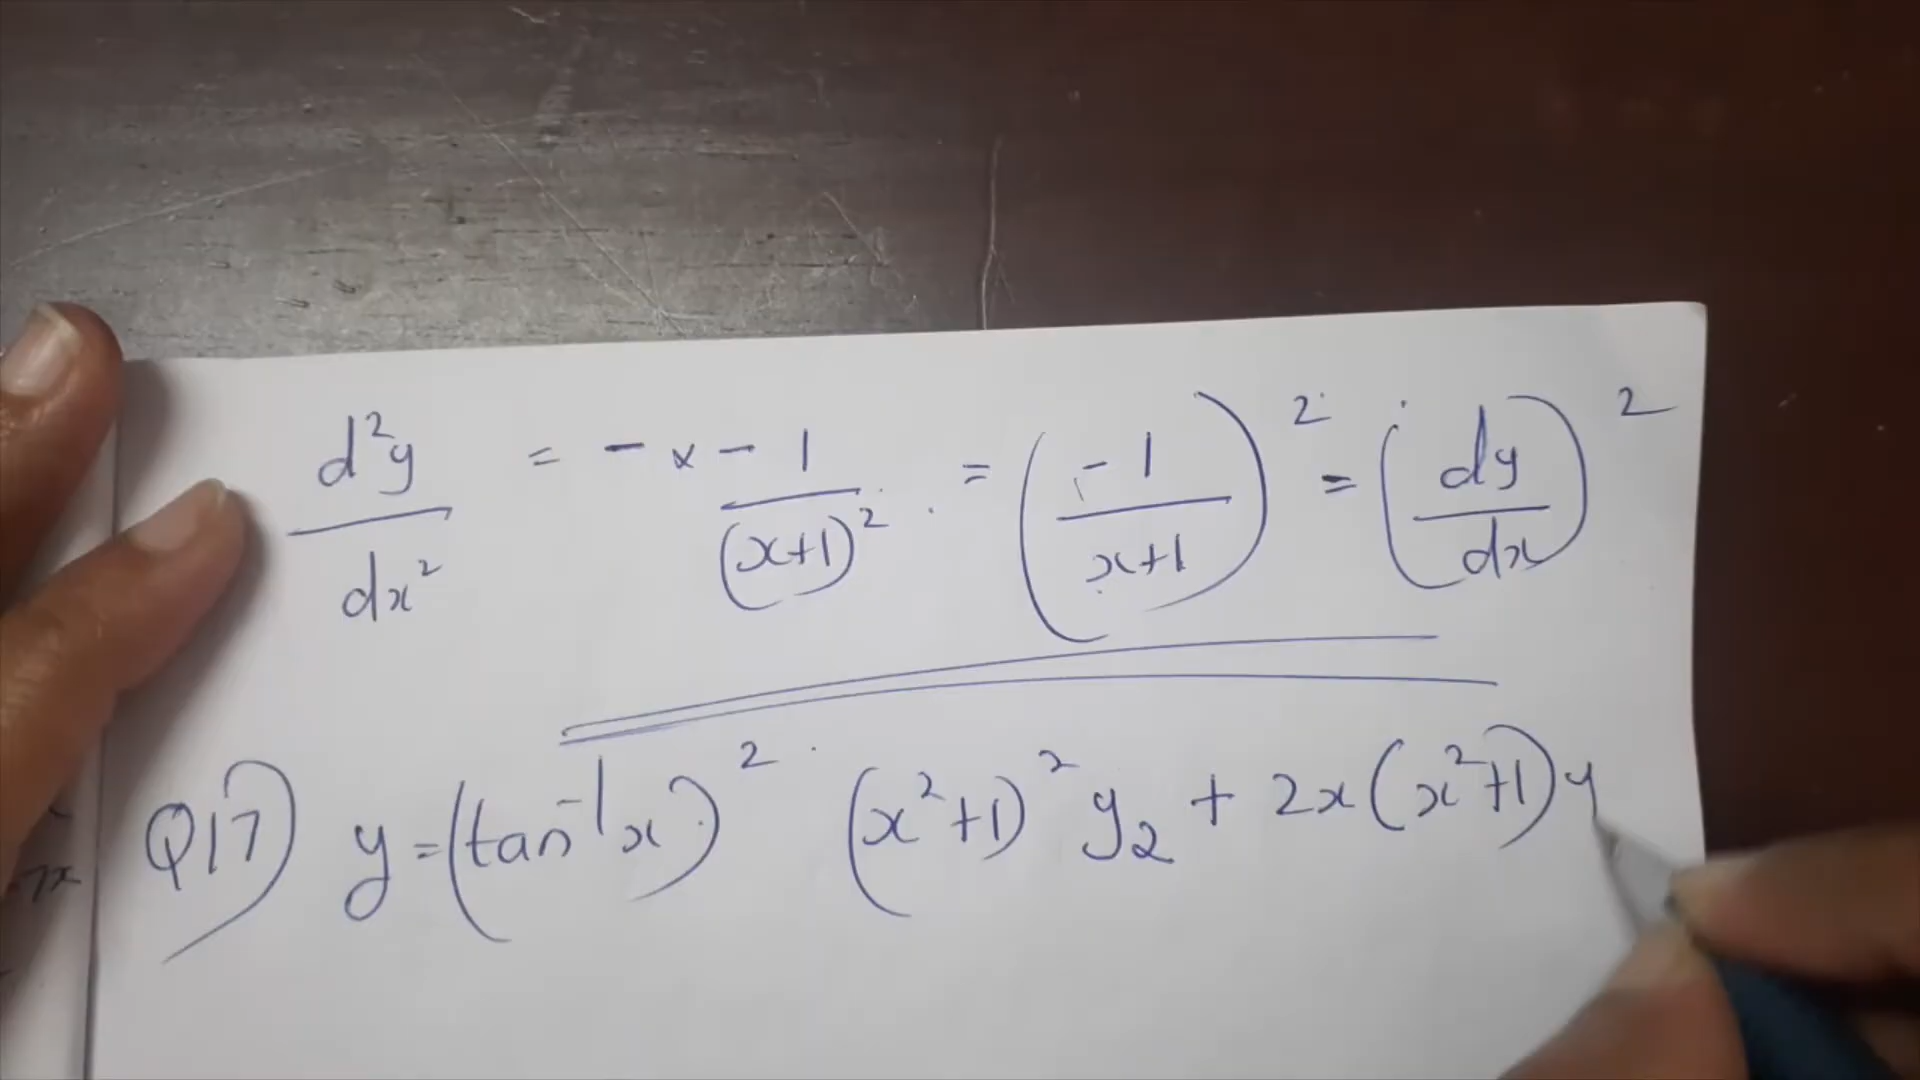 d²y/dx² = - x - 1/(x+1)² = (-1/x+1)² = (dy/dx)²
Q17) y=(tan⁻¹x)² (x²+1)² y₂ + 2x(x²+1)y